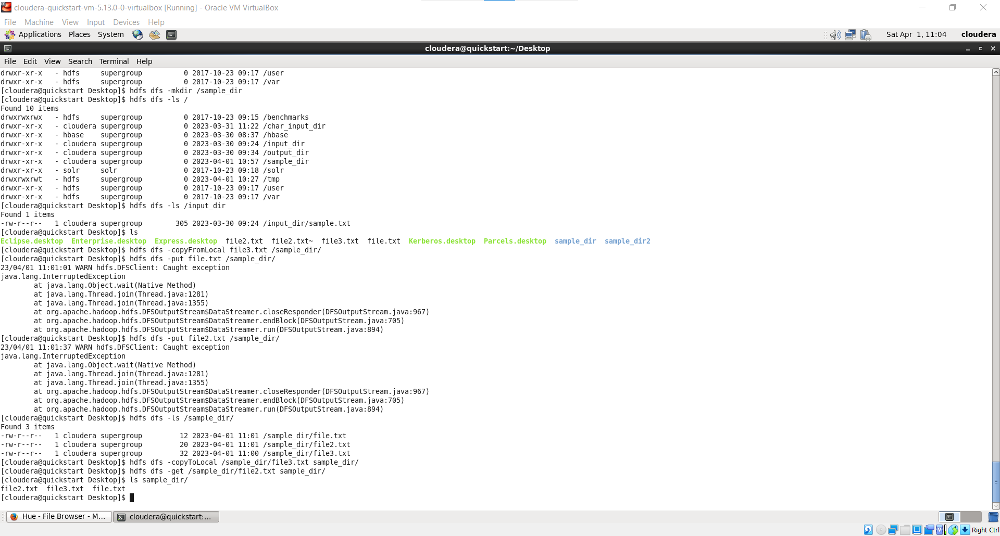 cloudera-quickstart-vm-5.13.0-0-virtualbox [Running] - Oracle VM VirtualBox
File Machine View Input Devices Help
Applications Places System Sat Apr 1, 11:04 cloudera
cloudera@quickstart:~/Desktop
File Edit View Search Terminal Help
drwxr-xr-x   - hdfs     supergroup          0 2017-10-23 09:17 /user
drwxr-xr-x   - hdfs     supergroup          0 2017-10-23 09:17 /var
[cloudera@quickstart Desktop]$ hdfs dfs -mkdir /sample_dir
[cloudera@quickstart Desktop]$ hdfs dfs -ls /
Found 10 items
drwxrwxrwx   - hdfs     supergroup          0 2017-10-23 09:15 /benchmarks
drwxr-xr-x   - cloudera supergroup          0 2023-03-31 11:22 /char_input_dir
drwxr-xr-x   - hbase    supergroup          0 2023-03-30 08:37 /hbase
drwxr-xr-x   - cloudera supergroup          0 2023-03-30 09:24 /input_dir
drwxr-xr-x   - cloudera supergroup          0 2023-03-30 09:34 /output_dir
drwxr-xr-x   - cloudera supergroup          0 2023-04-01 10:57 /sample_dir
drwxr-xr-x   - solr     solr                0 2017-10-23 09:18 /solr
drwxrwxrwt   - hdfs     supergroup          0 2023-04-01 10:27 /tmp
drwxr-xr-x   - hdfs     supergroup          0 2017-10-23 09:17 /user
drwxr-xr-x   - hdfs     supergroup          0 2017-10-23 09:17 /var
[cloudera@quickstart Desktop]$ hdfs dfs -ls /input_dir
Found 1 items
-rw-r--r--   1 cloudera supergroup        305 2023-03-30 09:24 /input_dir/sample.txt
[cloudera@quickstart Desktop]$ ls
Eclipse.desktop  Enterprise.desktop  Express.desktop  file2.txt  file2.txt~  file3.txt  file.txt  Kerberos.desktop  Parcels.desktop  sample_dir  sample_dir2
[cloudera@quickstart Desktop]$ hdfs dfs -copyFromLocal file3.txt /sample_dir/
[cloudera@quickstart Desktop]$ hdfs dfs -put file.txt /sample_dir/
23/04/01 11:01:01 WARN hdfs.DFSClient: Caught exception
java.lang.InterruptedException
        at java.lang.Object.wait(Native Method)
        at java.lang.Thread.join(Thread.java:1281)
        at java.lang.Thread.join(Thread.java:1355)
        at org.apache.hadoop.hdfs.DFSOutputStream$DataStreamer.closeResponder(DFSOutputStream.java:967)
        at org.apache.hadoop.hdfs.DFSOutputStream$DataStreamer.endBlock(DFSOutputStream.java:705)
        at org.apache.hadoop.hdfs.DFSOutputStream$DataStreamer.run(DFSOutputStream.java:894)
[cloudera@quickstart Desktop]$ hdfs dfs -put file2.txt /sample_dir/
23/04/01 11:01:37 WARN hdfs.DFSClient: Caught exception
java.lang.InterruptedException
        at java.lang.Object.wait(Native Method)
        at java.lang.Thread.join(Thread.java:1281)
        at java.lang.Thread.join(Thread.java:1355)
        at org.apache.hadoop.hdfs.DFSOutputStream$DataStreamer.closeResponder(DFSOutputStream.java:967)
        at org.apache.hadoop.hdfs.DFSOutputStream$DataStreamer.endBlock(DFSOutputStream.java:705)
        at org.apache.hadoop.hdfs.DFSOutputStream$DataStreamer.run(DFSOutputStream.java:894)
[cloudera@quickstart Desktop]$ hdfs dfs -ls /sample_dir/
Found 3 items
-rw-r--r--   1 cloudera supergroup         12 2023-04-01 11:01 /sample_dir/file.txt
-rw-r--r--   1 cloudera supergroup         20 2023-04-01 11:01 /sample_dir/file2.txt
-rw-r--r--   1 cloudera supergroup         32 2023-04-01 11:00 /sample_dir/file3.txt
[cloudera@quickstart Desktop]$ hdfs dfs -copyToLocal /sample_dir/file3.txt sample_dir/
[cloudera@quickstart Desktop]$ hdfs dfs -get /sample_dir/file2.txt sample_dir/
[cloudera@quickstart Desktop]$ ls sample_dir/
file2.txt  file3.txt  file.txt
[cloudera@quickstart Desktop]$
Hue - File Browser - M... cloudera@quickstart:...
Right Ctrl